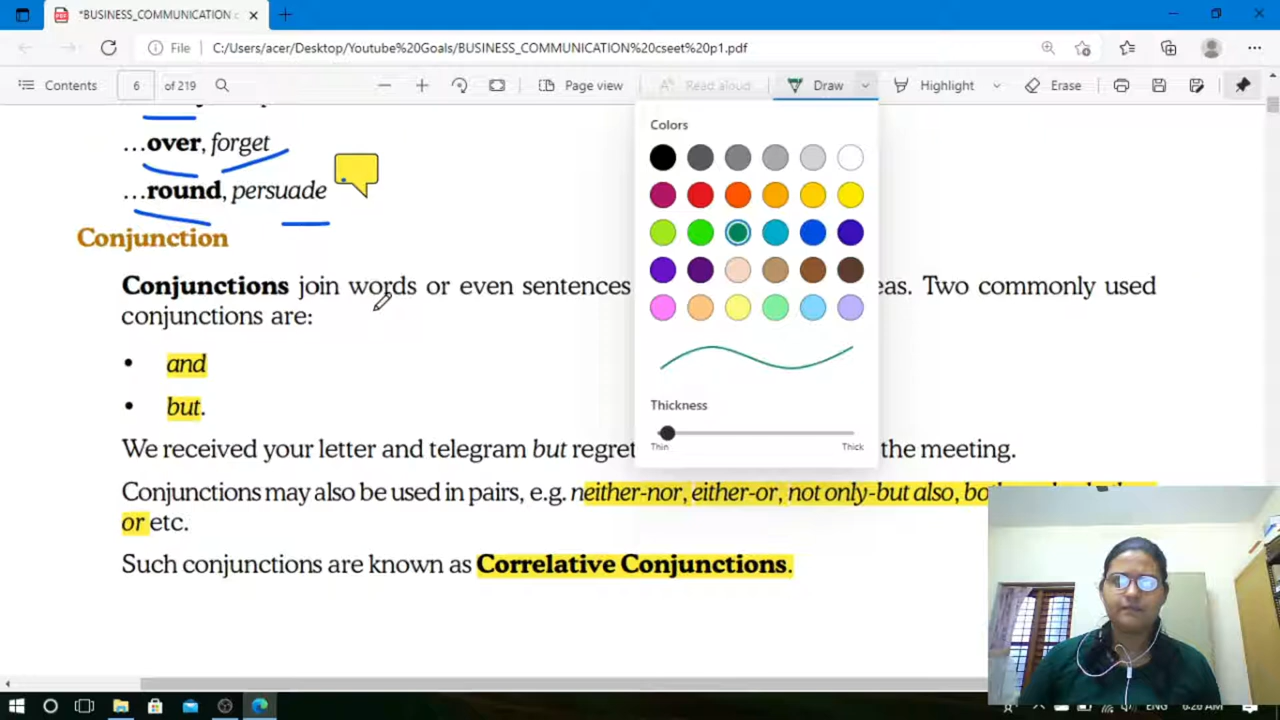 *BUSINESS_COMMUNICATION
File
C:/Users/acer/Desktop/Youtube%20Goals/BUSINESS_COMMUNICATION%20cseet%20p1.pdf
Contents 6 of 219 Page view Read aloud Draw Highlight Erase
...over, forget
...round, persuade
Conjunction
Conjunctions join words or even sentences
eas. Two commonly used
conjunctions are:
• and
• but.
We received your letter and telegram but regret
the meeting.
Conjunctions may also be used in pairs, e.g. neither-nor, either-or, not only-but also,
or etc.
Such conjunctions are known as Correlative Conjunctions.
Colors
Thickness
Thin Thick
ENG 6:26 AM